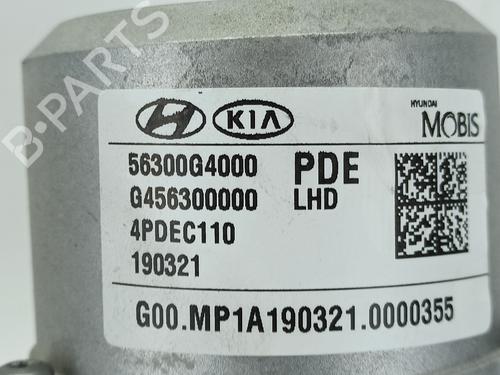 B-PARTS
KIA
HYUNDAI
MOBIS
56300G4000 PDE
G456300000 LHD
4PDEC110
190321
G00.MP1A190321.0000355